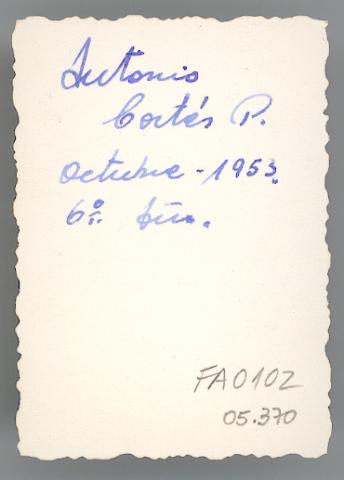 Antonio
Cortés P.
Octubre - 1953.
6º
FA0102
05.370